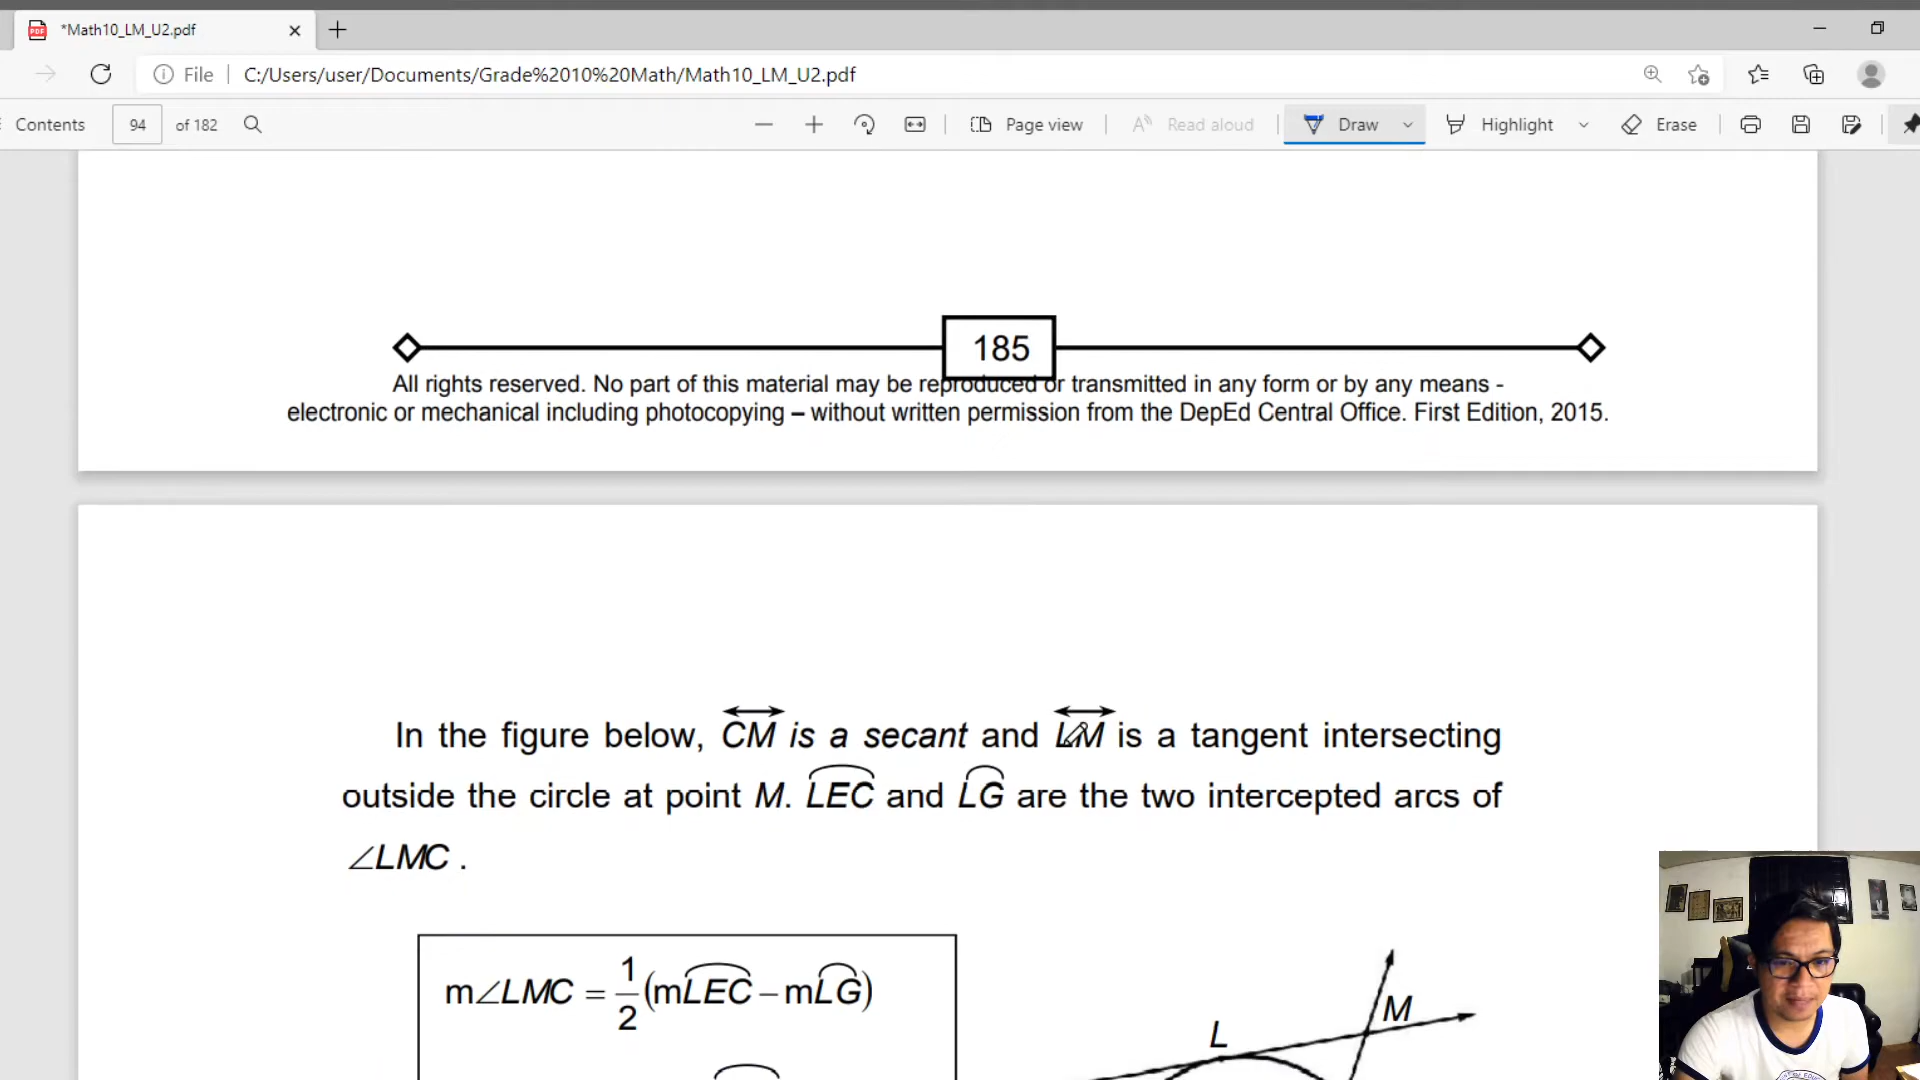 *Math10_LM_U2.pdf
File | C:/Users/user/Documents/Grade%2010%20Math/Math10_LM_U2.pdf
Contents 94 of 182 Page view Read aloud Draw Highlight Erase
185
All rights reserved. No part of this material may be reproduced or transmitted in any form or by any means -
electronic or mechanical including photocopying – without written permission from the DepEd Central Office. First Edition, 2015.
In the figure below, CM is a secant and LM is a tangent intersecting
outside the circle at point M. LEC and LG are the two intercepted arcs of
∠LMC .
m∠LMC = 1/2 (mLEC – mLG)
M
L